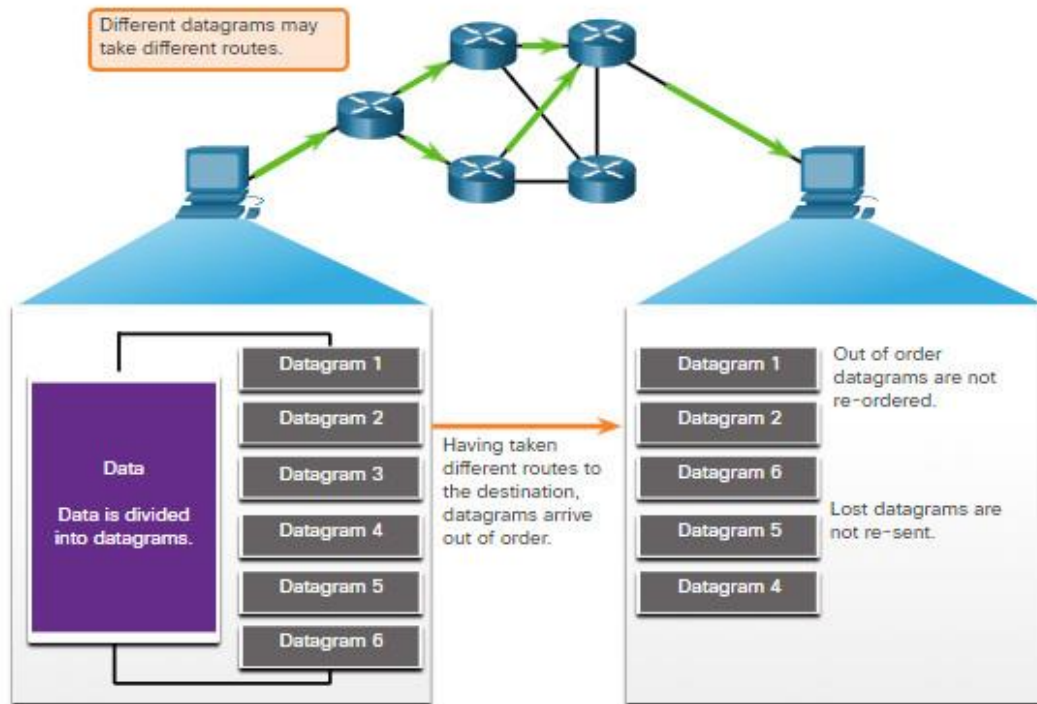 Different datagrams may
take different routes.
Data
Data is divided
into datagrams.
Datagram 1
Datagram 2
Datagram 3
Datagram 4
Datagram 5
Datagram 6
Having taken
different routes to
the destination,
datagrams arrive
out of order.
Datagram 1
Datagram 2
Datagram 6
Datagram 5
Datagram 4
Out of order
datagrams are not
re-ordered.
Lost datagrams are
not re-sent.